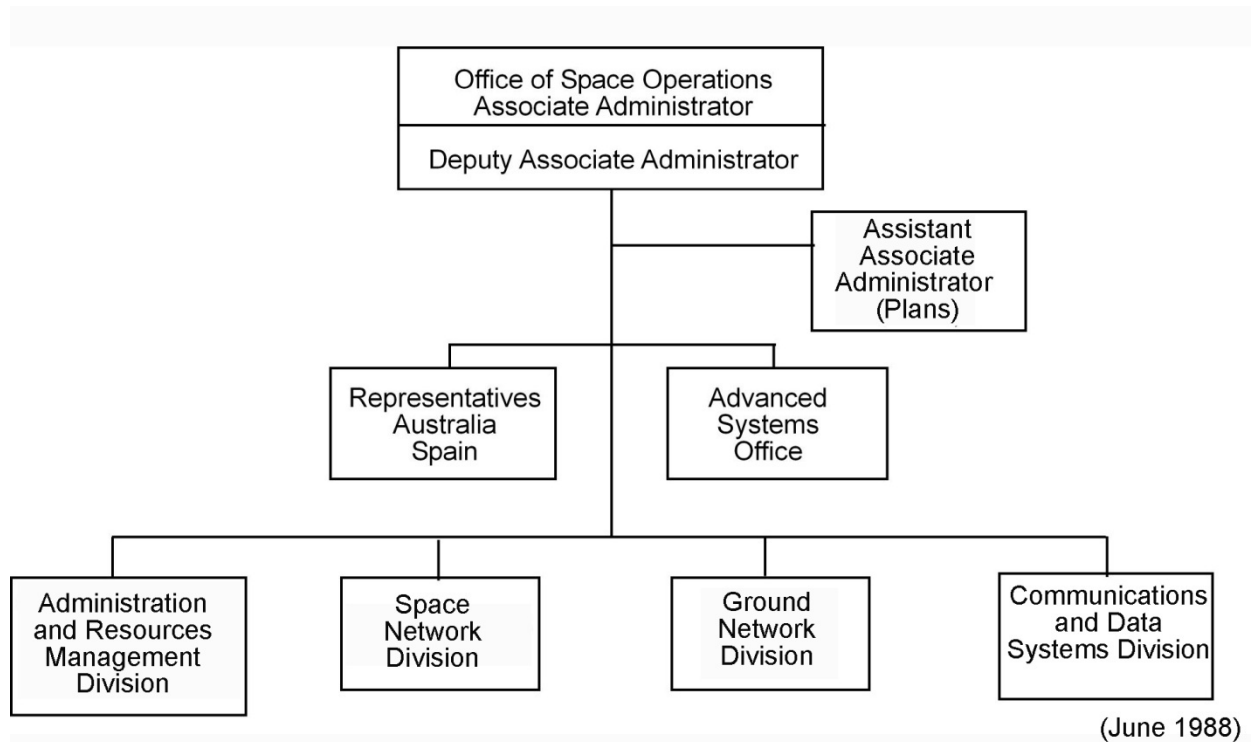 Office of Space Operations
Associate Administrator
Deputy Associate Administrator
Assistant
Associate
Administrator
(Plans)
Representatives
Australia
Spain
Advanced
Systems
Office
Administration
and Resources
Management
Division
Space
Network
Division
Ground
Network
Division
Communications
and Data
Systems Division
(June 1988)